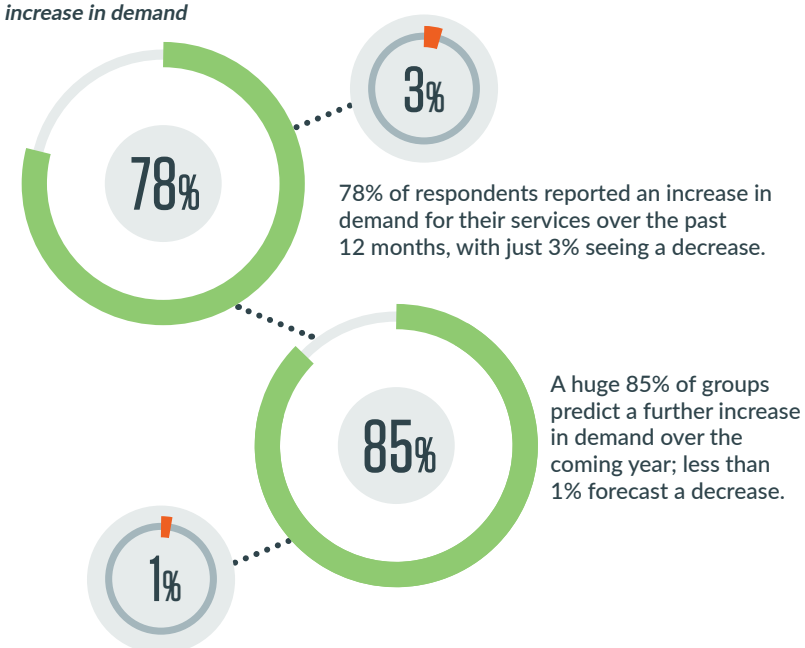 increase in demand
3%
78%
78% of respondents reported an increase in
demand for their services over the past
12 months, with just 3% seeing a decrease.
85%
A huge 85% of groups
predict a further increase
in demand over the
coming year; less than
1% forecast a decrease.
1%